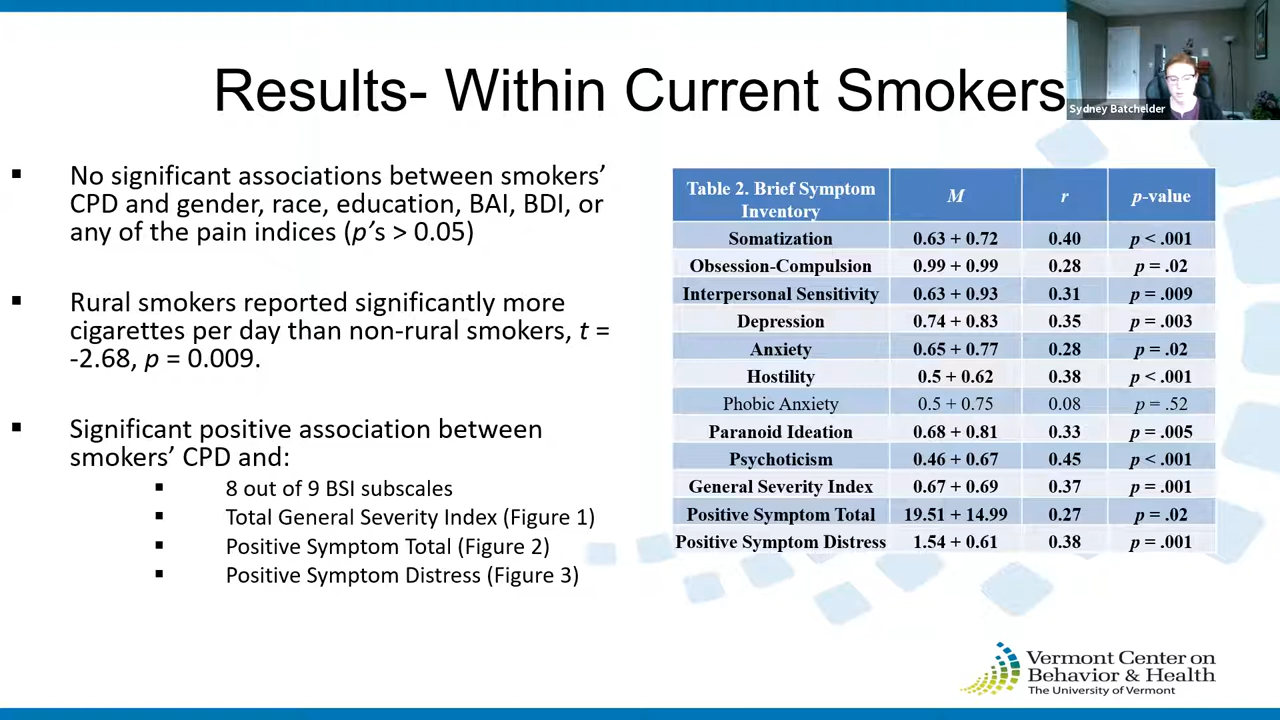 Results- Within Current Smokers
Sydney Batchelder
▪ No significant associations between smokers’
CPD and gender, race, education, BAI, BDI, or
any of the pain indices (p’s > 0.05)
▪ Rural smokers reported significantly more
cigarettes per day than non-rural smokers, t =
-2.68, p = 0.009.
▪ Significant positive association between
smokers’ CPD and:
▪ 8 out of 9 BSI subscales
▪ Total General Severity Index (Figure 1)
▪ Positive Symptom Total (Figure 2)
▪ Positive Symptom Distress (Figure 3)
Table 2. Brief Symptom
Inventory M r p-value
Somatization 0.63 + 0.72 0.40 p < .001
Obsession-Compulsion 0.99 + 0.99 0.28 p = .02
Interpersonal Sensitivity 0.63 + 0.93 0.31 p = .009
Depression 0.74 + 0.83 0.35 p = .003
Anxiety 0.65 + 0.77 0.28 p = .02
Hostility 0.5 + 0.62 0.38 p < .001
Phobic Anxiety 0.5 + 0.75 0.08 p = .52
Paranoid Ideation 0.68 + 0.81 0.33 p = .005
Psychoticism 0.46 + 0.67 0.45 p < .001
General Severity Index 0.67 + 0.69 0.37 p = .001
Positive Symptom Total 19.51 + 14.99 0.27 p = .02
Positive Symptom Distress 1.54 + 0.61 0.38 p = .001
Vermont Center on
Behavior & Health
The University of Vermont